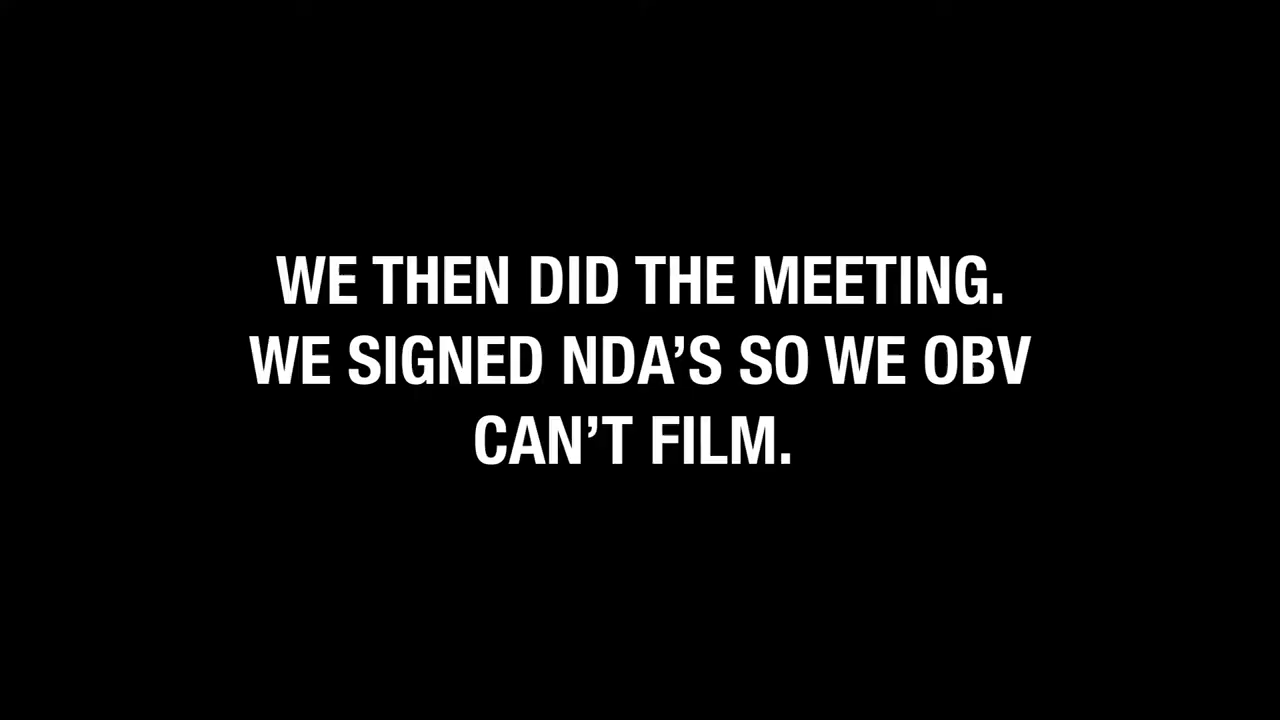 WE THEN DID THE MEETING.
WE SIGNED NDA’S SO WE OBV
CAN’T FILM.